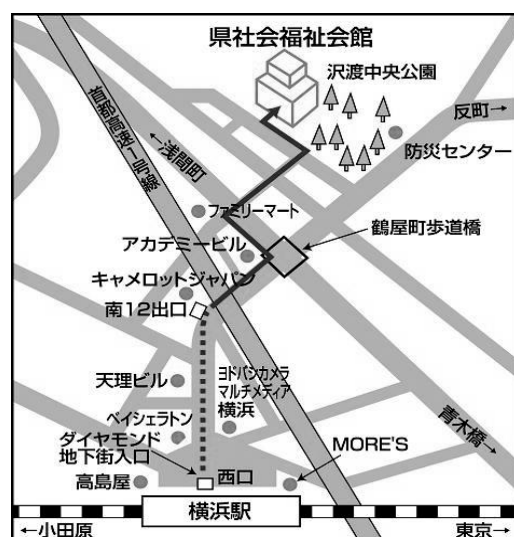 県社会福祉会館
沢渡中央公園
反町→
防災センター
首都高速1号線
←浅間町
ファミリーマート
鶴屋町歩道橋
アカデミービル
キャメロットジャパン
南12出口
天理ビル
ヨドバシカメラ
マルチメディア
横浜
ベイシェラトン
ダイヤモンド
地下街入口
青木橋→
MORE'S
高島屋
西口
横浜駅
←小田原
東京→